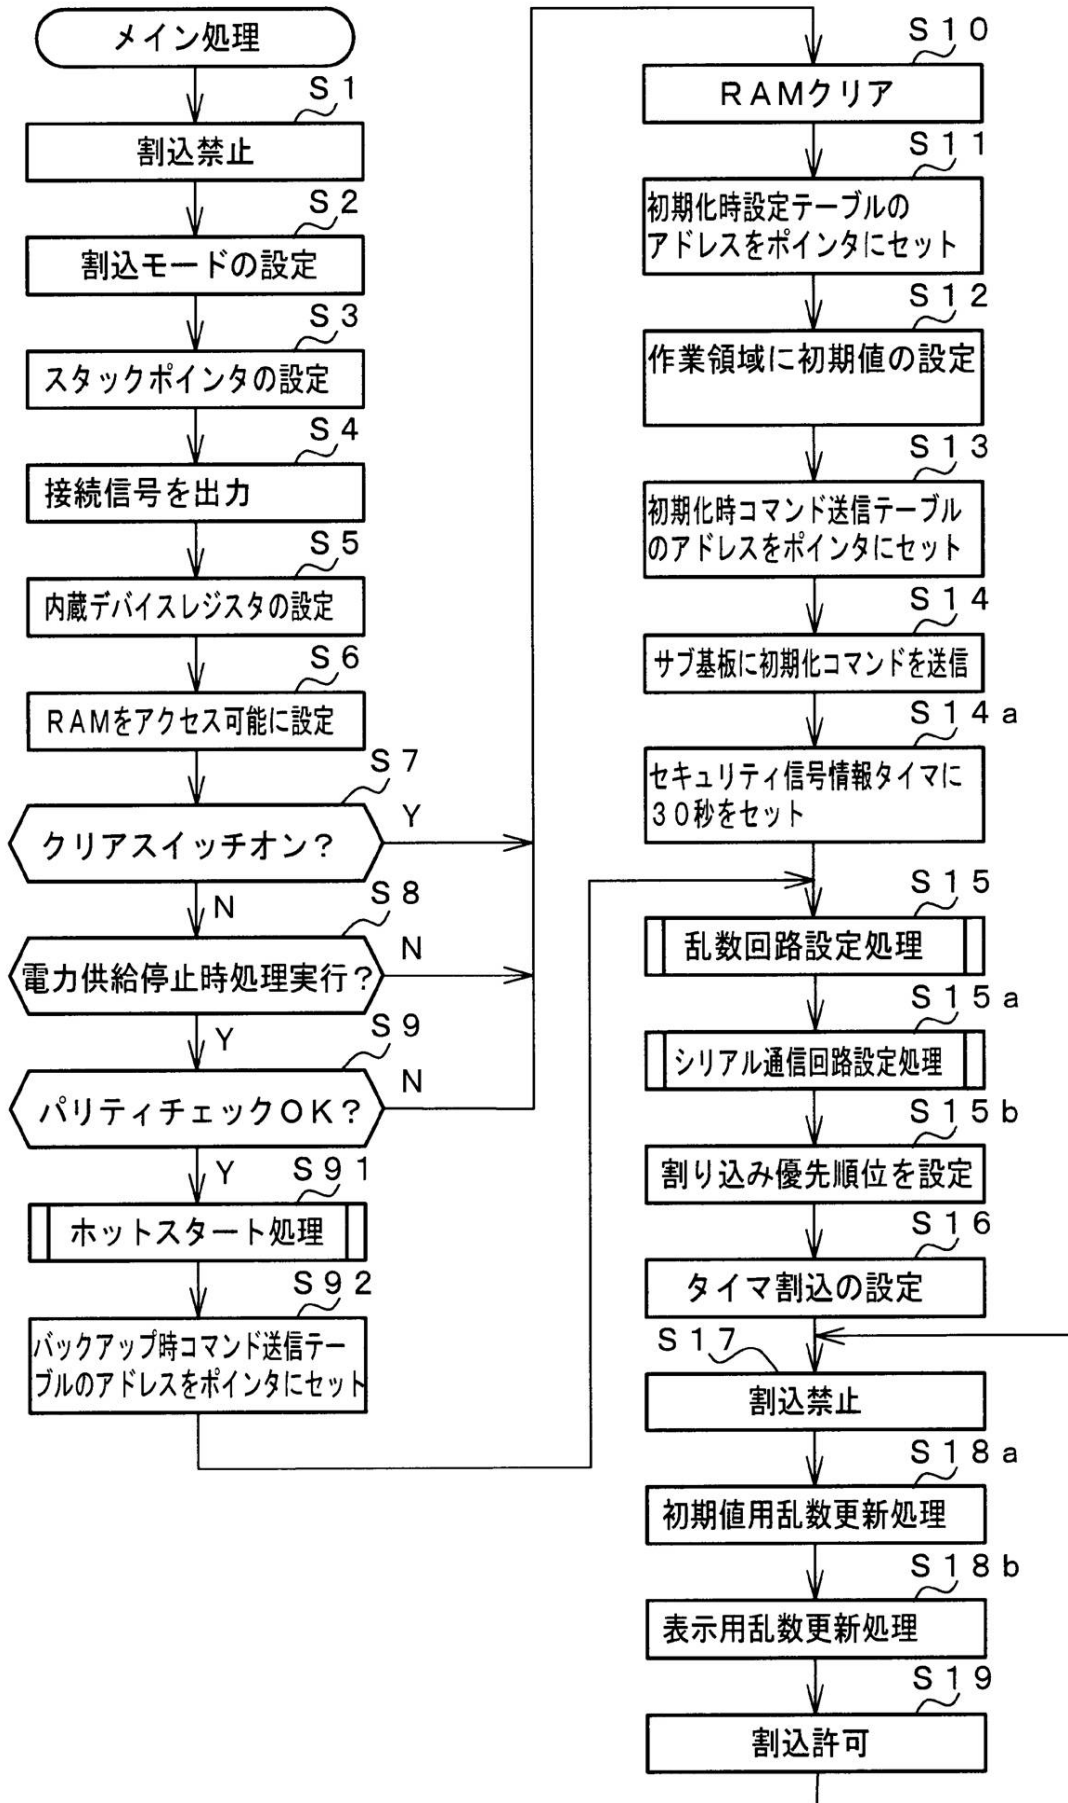 メイン処理
S1
割込禁止
S2
割込モードの設定
S3
スタックポインタの設定
S4
接続信号を出力
S5
内蔵デバイスレジスタの設定
S6
RAMをアクセス可能に設定
S7
クリアスイッチオン?
Y
N
S8
電力供給停止時処理実行?
N
Y
S9
パリティチェックOK?
N
Y
S91
ホットスタート処理
S92
バックアップ時コマンド送信テー
ブルのアドレスをポインタにセット
S10
RAMクリア
S11
初期化時設定テーブルの
アドレスをポインタにセット
S12
作業領域に初期値の設定
S13
初期化時コマンド送信テーブル
のアドレスをポインタにセット
S14
サブ基板に初期化コマンドを送信
S14a
セキュリティ信号情報タイマに
30秒をセット
S15
乱数回路設定処理
S15a
シリアル通信回路設定処理
S15b
割り込み優先順位を設定
S16
タイマ割込の設定
S17
割込禁止
S18a
初期値用乱数更新処理
S18b
表示用乱数更新処理
S19
割込許可